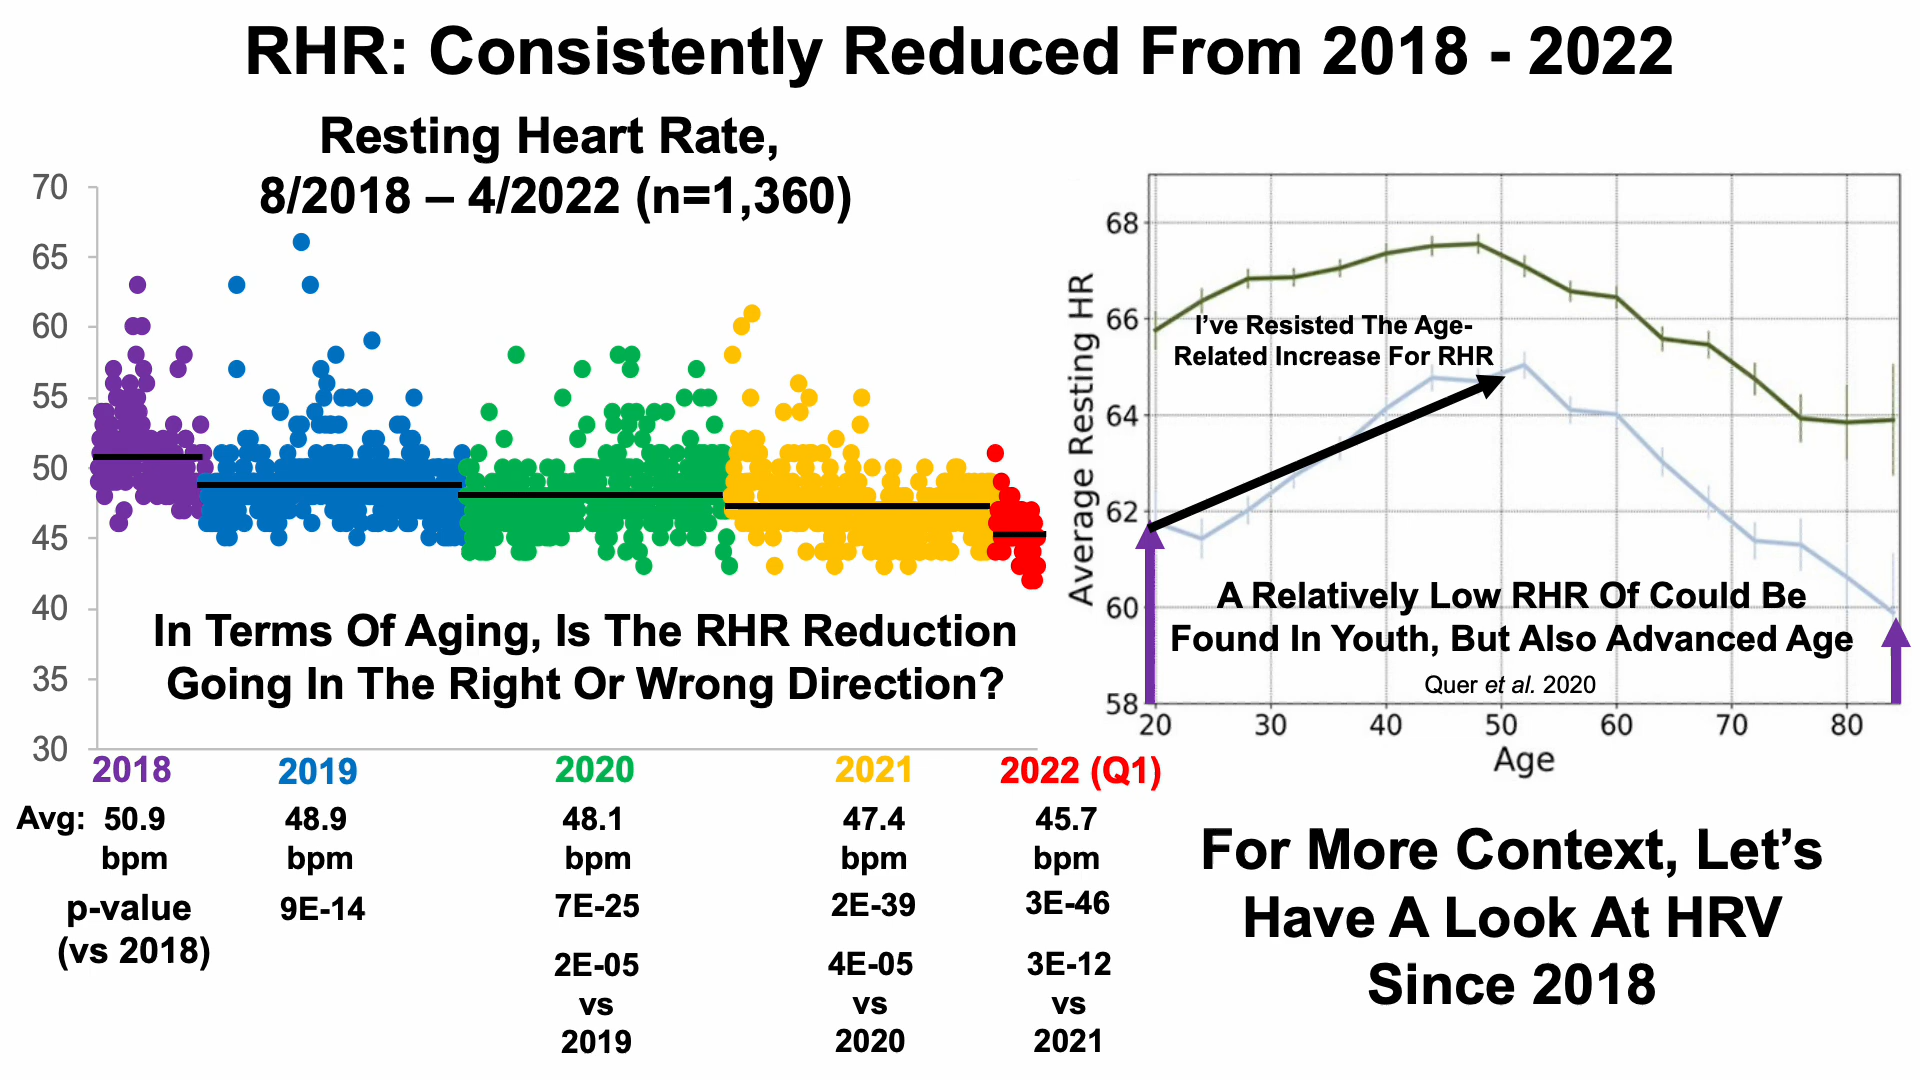 RHR: Consistently Reduced From 2018 - 2022
Resting Heart Rate,
8/2018 – 4/2022 (n=1,360)
70
65
60
55
50
45
40
35
30
In Terms Of Aging, Is The RHR Reduction
Going In The Right Or Wrong Direction?
2018 2019 2020 2021 2022 (Q1)
Avg: 50.9 48.9 48.1 47.4 45.7
bpm bpm bpm bpm bpm
p-value 9E-14 7E-25 2E-39 3E-46
(vs 2018)
2E-05 4E-05 3E-12
vs vs vs
2019 2020 2021
Average Resting HR
68
66
64
62
60
58
I've Resisted The Age-
Related Increase For RHR
A Relatively Low RHR Of Could Be
Found In Youth, But Also Advanced Age
Quer et al. 2020
20 30 40 50 60 70 80
Age
For More Context, Let's
Have A Look At HRV
Since 2018